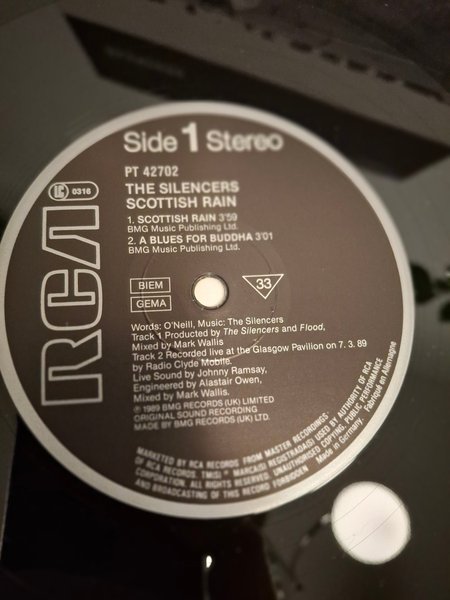 Side 1 Stereo
PT 42702
LC 0316
THE SILENCERS
SCOTTISH RAIN
1. SCOTTISH RAIN 3'59
BMG Music Publishing Ltd.
2. A BLUES FOR BUDDHA 3'01
BMG Music Publishing Ltd.
RCA
BIEM
GEMA
33
Words: O'Neill, Music: The Silencers
Track 1 Producted by The Silencers and Flood,
Mixed by Mark Wallis
Track 2 Recorded live at the Glasgow Pavilion on 7. 3. 89
by Radio Clyde Mobile.
Live Sound by Johnny Ramsay,
Engineered by Alastair Owen,
Mixed by Mark Wallis.
℗ 1989 BMG RECORDS (UK) LIMITED
ORIGINAL SOUND RECORDING
MADE BY BMG RECORDS (UK) LTD.
MARKETED BY RCA RECORDS FROM MASTER RECORDINGS
OF RCA RECORDS. TM(S) ® MARCA(S) REGISTRADA(S) USED BY AUTHORITY OF RCA
CORPORATION. ALL RIGHTS RESERVED. UNAUTHORISED COPYING, PUBLIC PERFORMANCE
AND BROADCASTING OF THIS RECORD FORBIDDEN
Made in Germany. Fabriqué en Allemagne